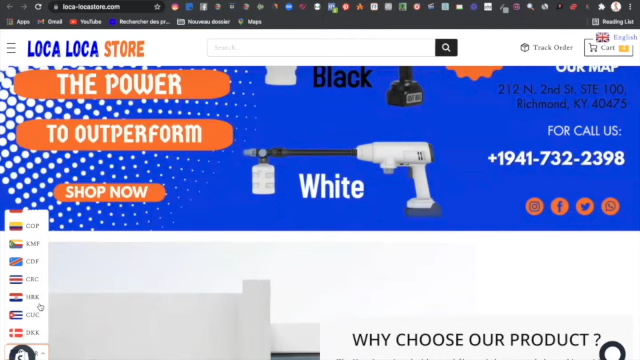 loca-locastore.com
Apps
Gmail
YouTube
Rechercher des pr...
Nouveau dossier
Maps
Reading List
LOCA LOCA STORE
Search...
Track Order
English
Cart
THE POWER
TO OUTPERFORM
SHOP NOW
Black
White
OUR MAP
212 N. 2nd St, STE 100,
Richmond, KY 40475
FOR CALL US:
+1941-732-2398
COP
KMF
CDF
CRC
HRK
CUC
DKK
WHY CHOOSE OUR PRODUCT ?